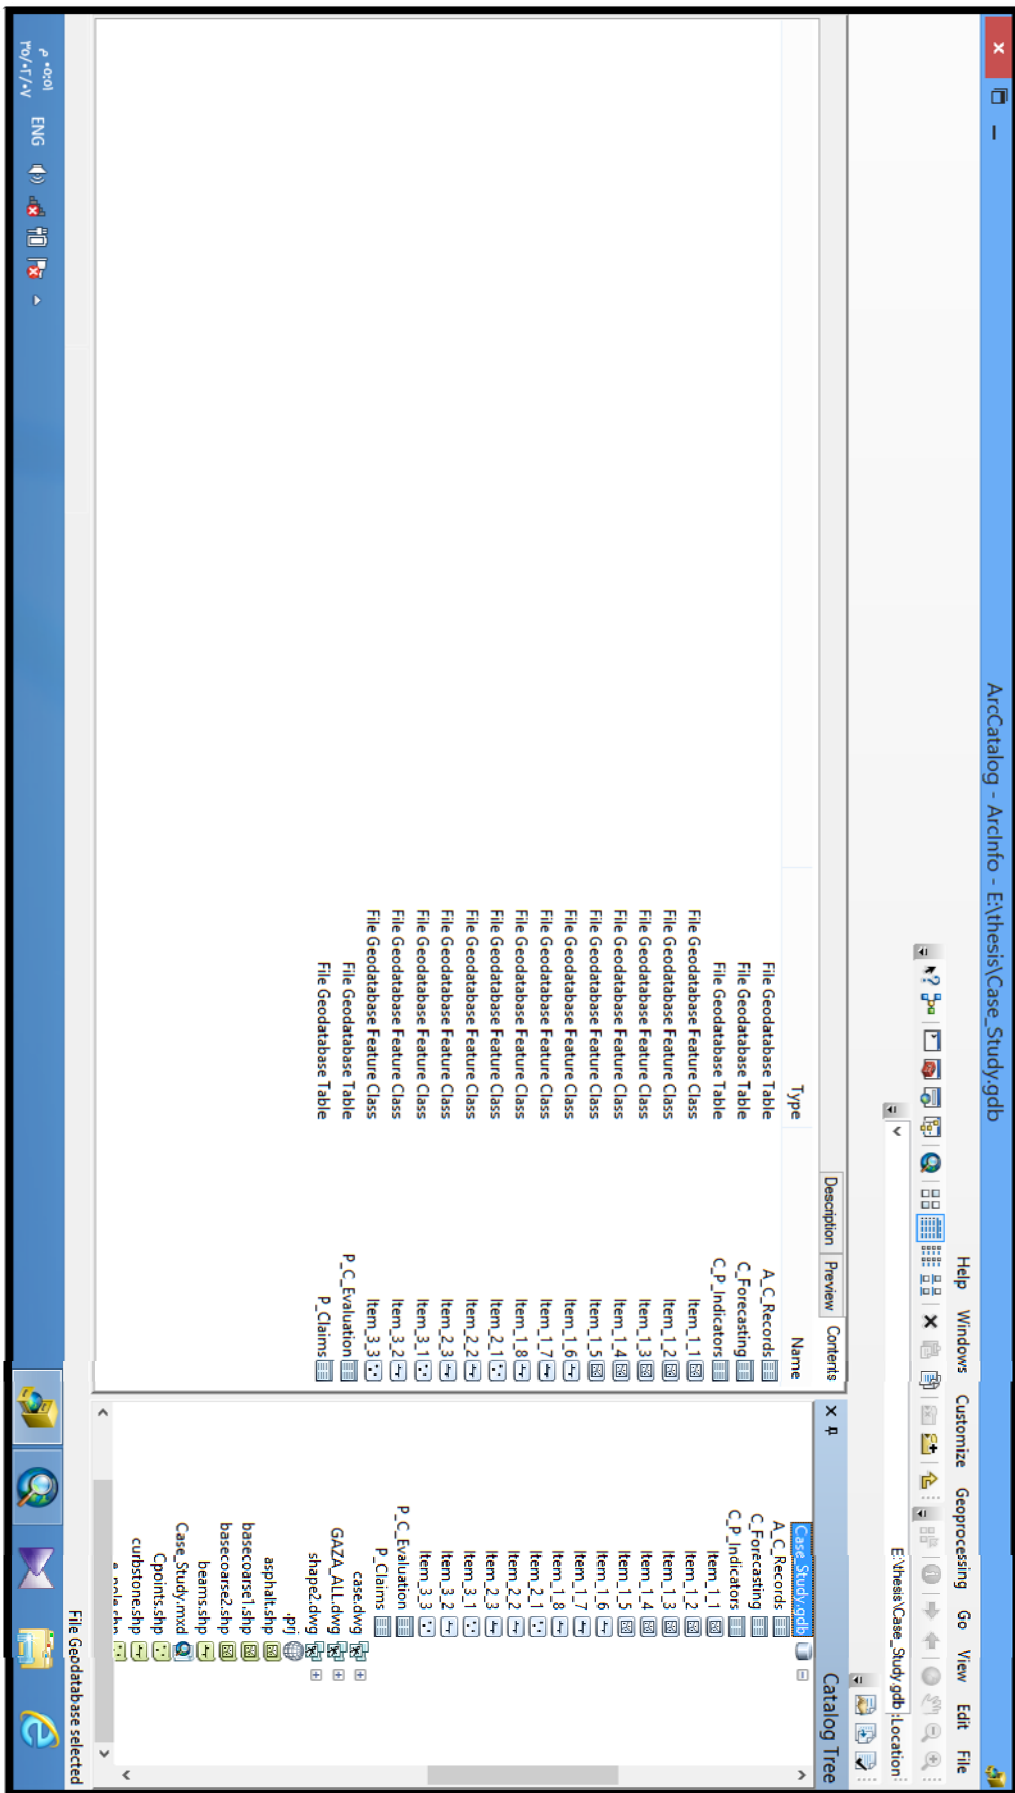 ArcCatalog - ArcInfo - E:\thesis\Case_Study.gdb
File Edit View Go Geoprocessing Customize Windows Help
Location: E:\thesis\Case_Study.gdb
Catalog Tree
Case_Study.gdb
A_C_Records
C_Forecasting
C_P_Indicators
Item_1_1
Item_1_2
Item_1_3
Item_1_4
Item_1_5
Item_1_6
Item_1_7
Item_1_8
Item_2_1
Item_2_2
Item_2_3
Item_3_1
Item_3_2
Item_3_3
P_C_Evaluation
P_Claims
case.dwg
GAZA_ALL.dwg
shape2.dwg
.prj
asphalt.shp
basecoarse1.shp
basecoarse2.shp
beams.shp
Case_Study.mxd
Cpoints.shp
curbstone.shp
Contents Preview Description
Name Type
A_C_Records File Geodatabase Table
C_Forecasting File Geodatabase Table
C_P_Indicators File Geodatabase Table
Item_1_1 File Geodatabase Feature Class
Item_1_2 File Geodatabase Feature Class
Item_1_3 File Geodatabase Feature Class
Item_1_4 File Geodatabase Feature Class
Item_1_5 File Geodatabase Feature Class
Item_1_6 File Geodatabase Feature Class
Item_1_7 File Geodatabase Feature Class
Item_1_8 File Geodatabase Feature Class
Item_2_1 File Geodatabase Feature Class
Item_2_2 File Geodatabase Feature Class
Item_2_3 File Geodatabase Feature Class
Item_3_1 File Geodatabase Feature Class
Item_3_2 File Geodatabase Feature Class
Item_3_3 File Geodatabase Feature Class
P_C_Evaluation File Geodatabase Table
P_Claims File Geodatabase Table
File Geodatabase selected
ENG